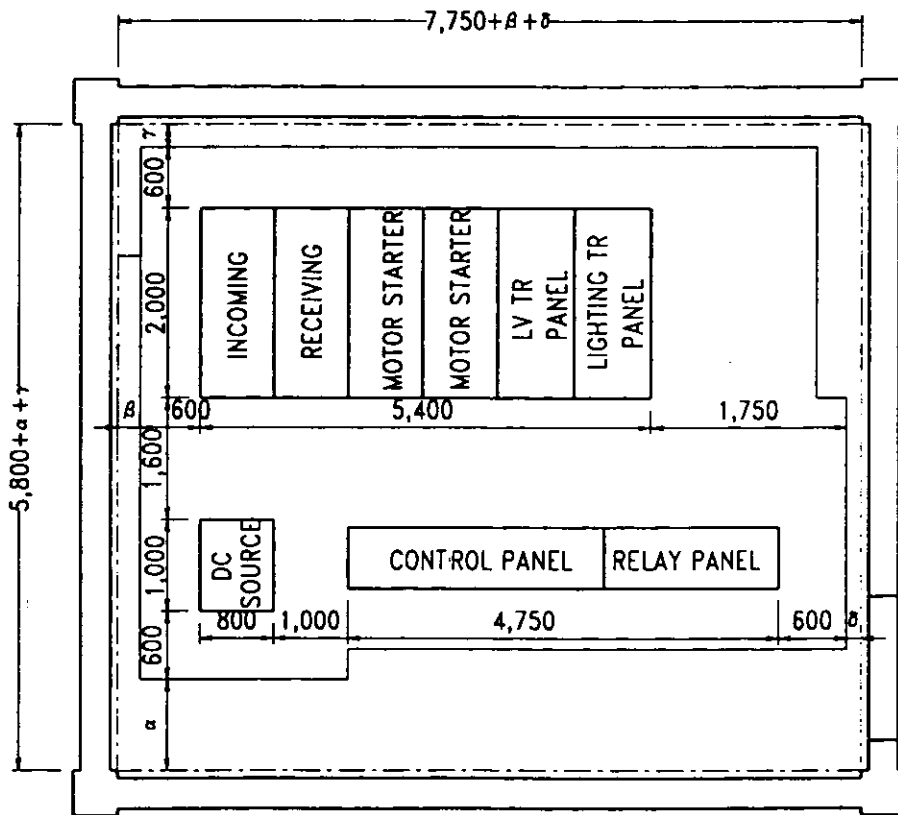 7,750+β+δ
5,800+α+γ
γ
600
2,000
INCOMING
RECEIVING
MOTOR STARTER
MOTOR STARTER
LV TR
PANEL
LIGHTING TR
PANEL
β
600
5,400
1,750
1,600
1,000
DC
SOURCE
CONTROL PANEL
RELAY PANEL
800
1,000
4,750
600
δ
600
α